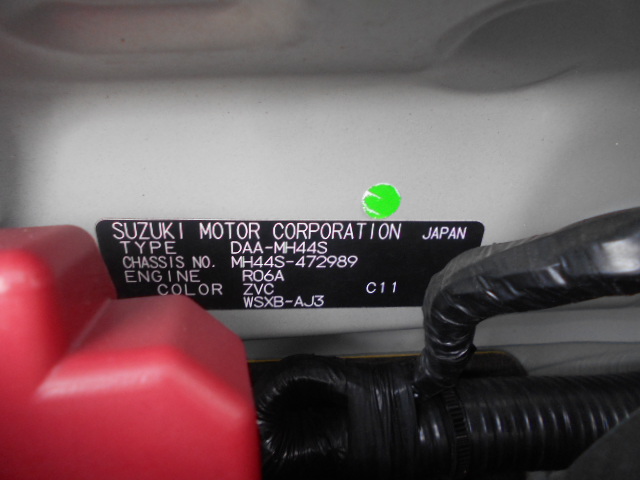 SUZUKI MOTOR CORPORATION JAPAN
TYPE DAA-MH44S
CHASSIS NO. MH44S-472989
ENGINE R06A
COLOR ZVC C11
WSXB-AJ3